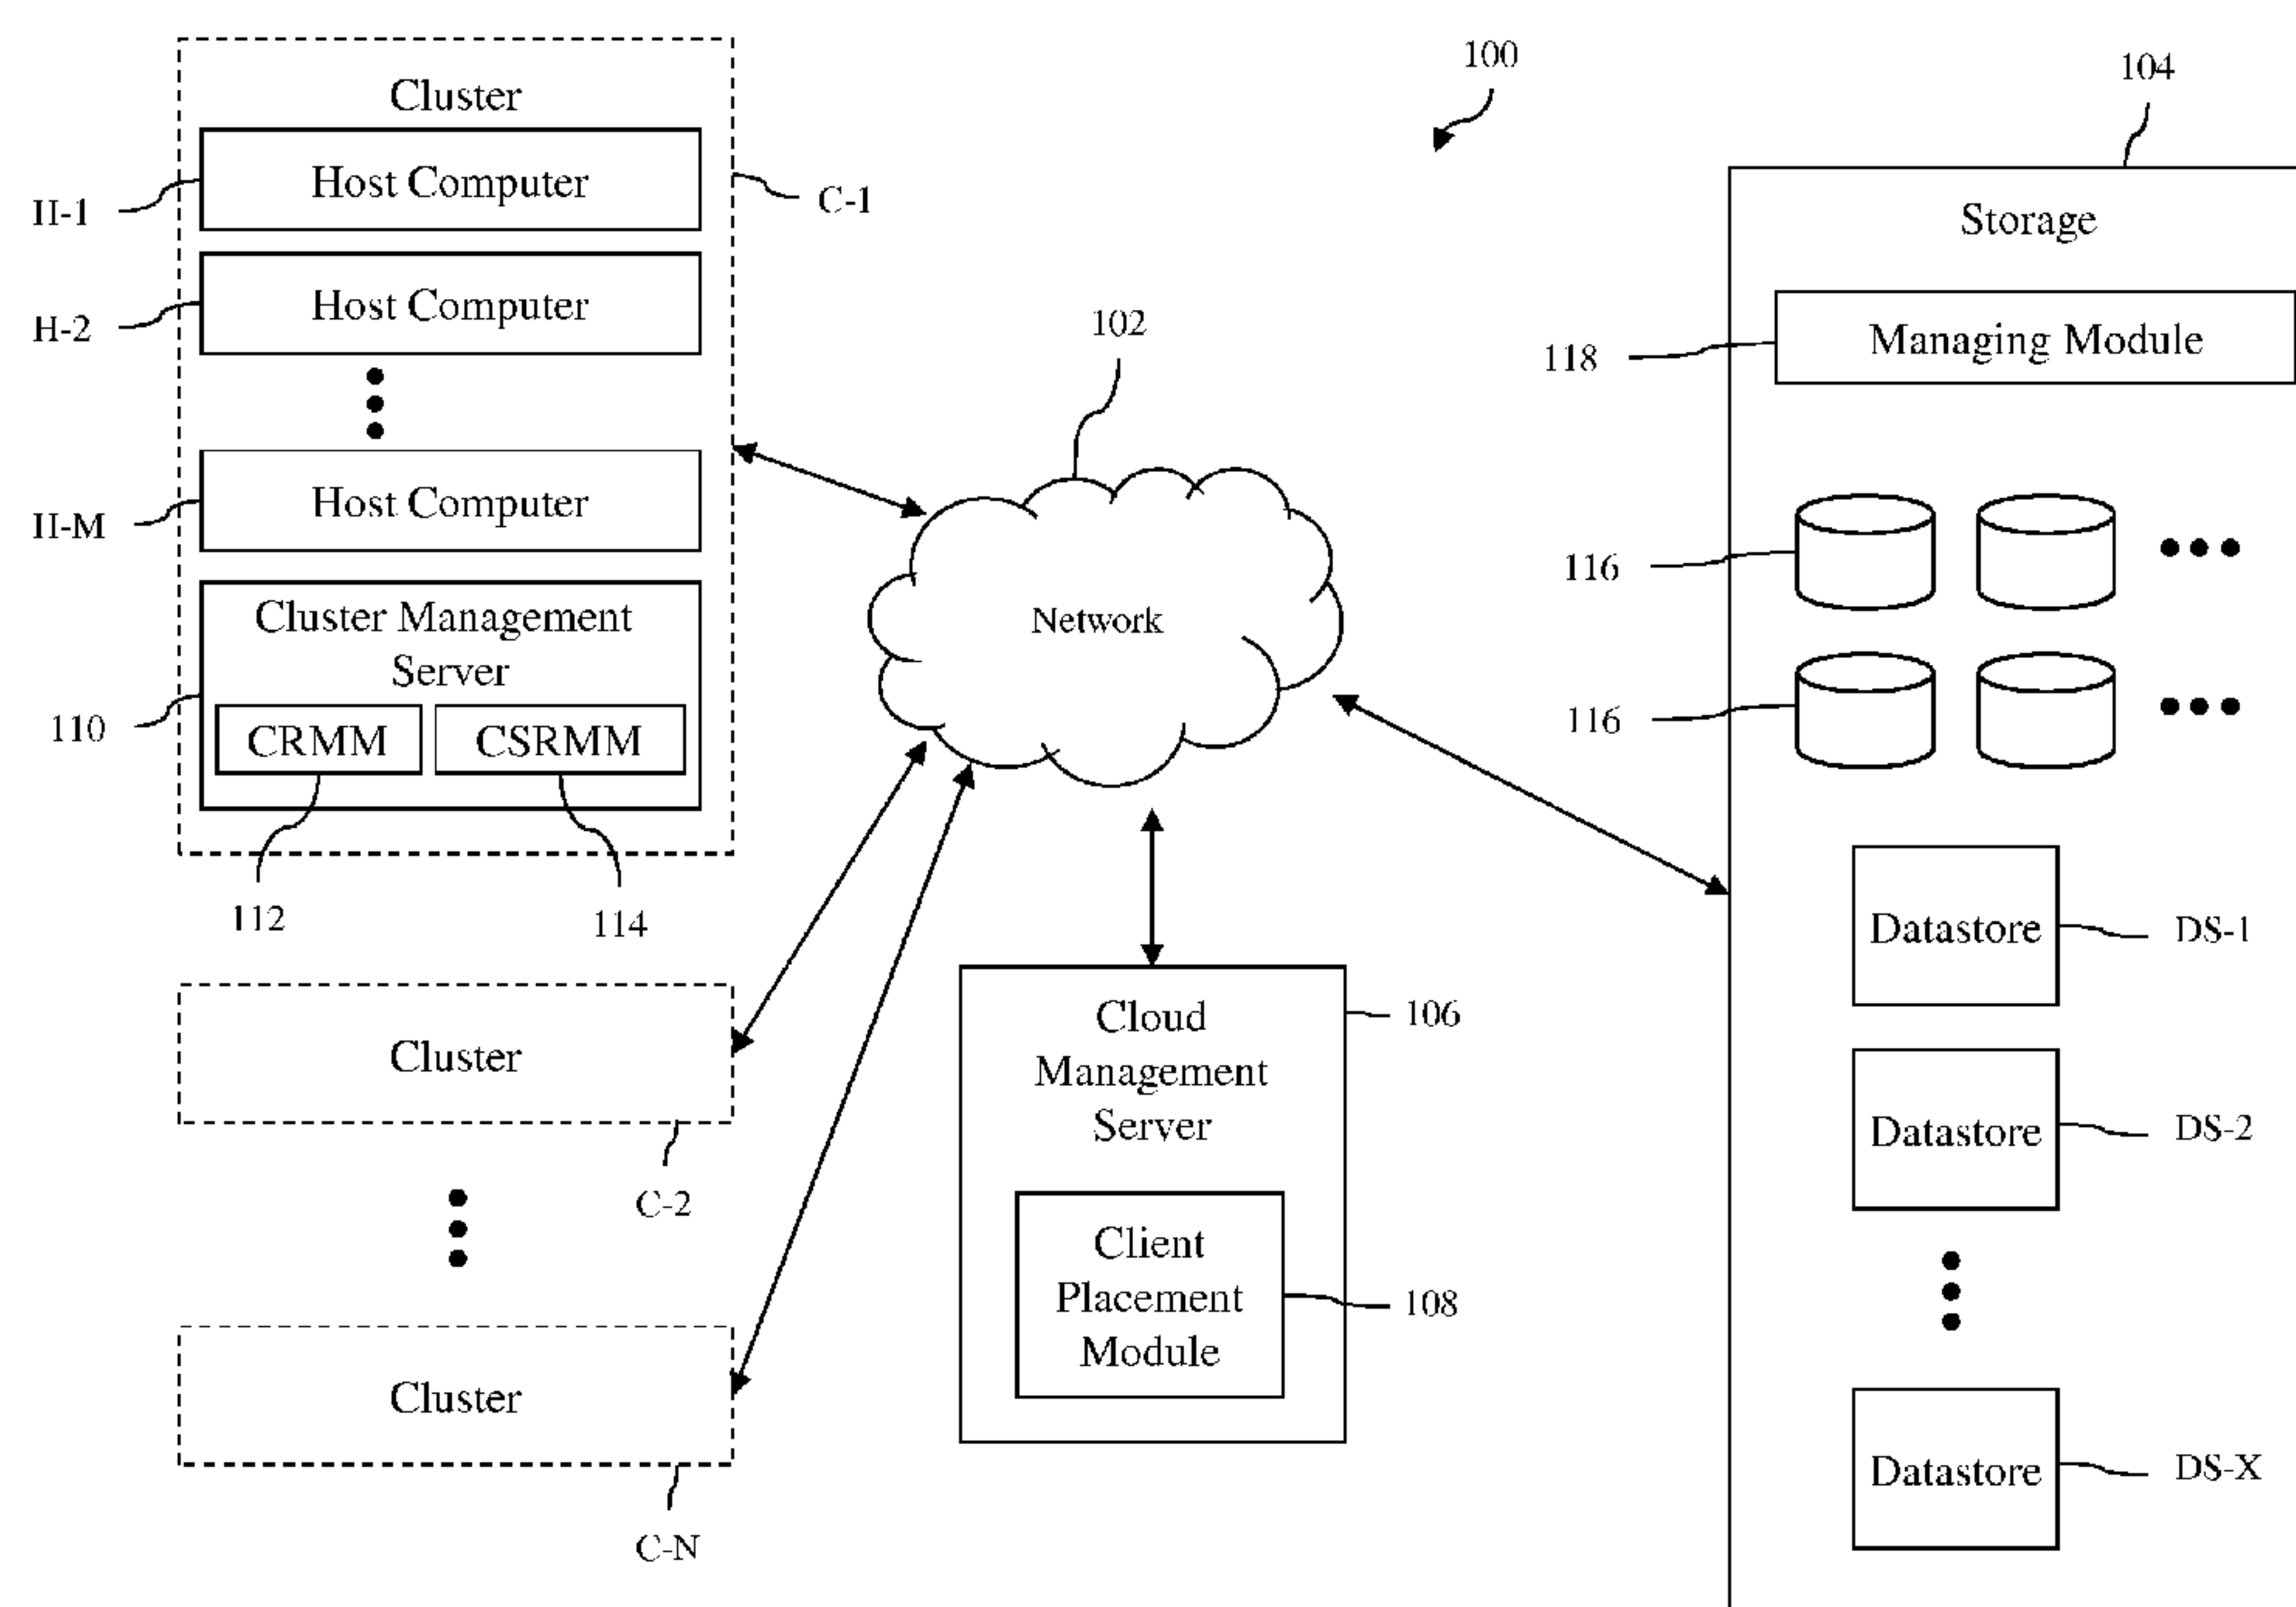 100
104
Cluster
Host Computer
H-1
C-1
Host Computer
H-2
Host Computer
H-M
Cluster Management
Server
110
CRMM
CSRMM
112
114
Cluster
C-2
Cluster
C-N
102
Network
Cloud
Management
Server
106
Client
Placement
Module
108
Storage
Managing Module
118
116
116
Datastore
DS-1
Datastore
DS-2
Datastore
DS-X